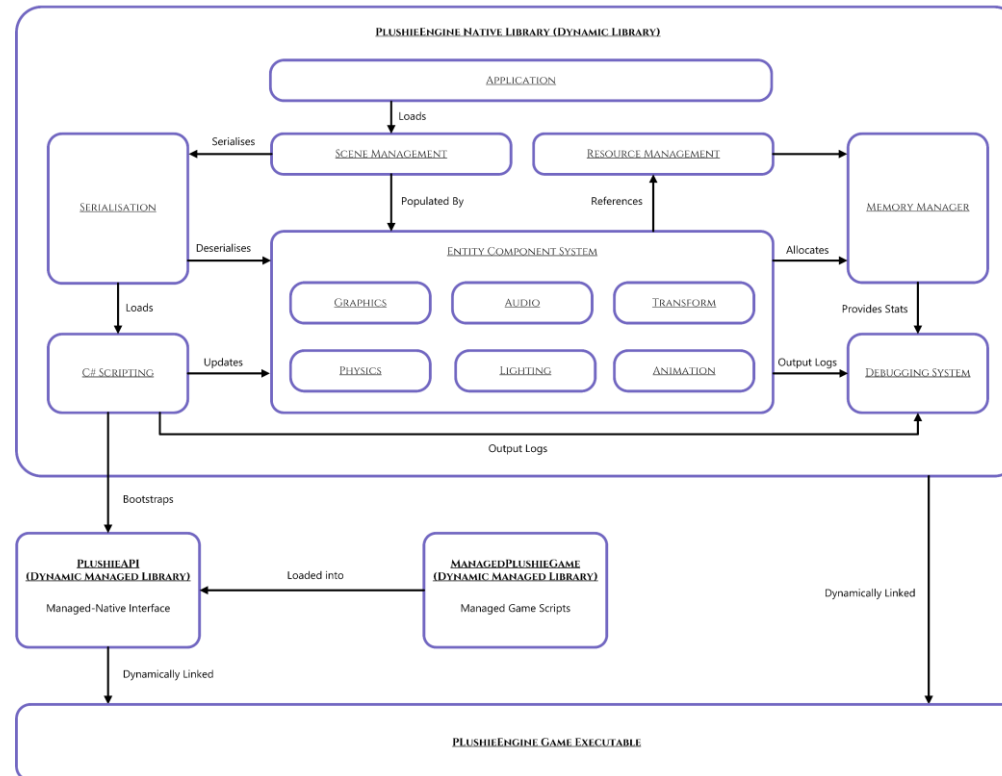 PlushieEngine Native Library (Dynamic Library)
Application
Loads
Serialises
Scene Management
Resource Management
Serialisation
Populated By
References
Memory Manager
Deserialises
Entity Component System
Allocates
Graphics
Audio
Transform
Loads
Provides Stats
C# Scripting
Updates
Physics
Lighting
Animation
Output Logs
Debugging System
Output Logs
Bootstraps
PlushieAPI
(Dynamic Managed Library)
Managed-Native Interface
Loaded into
ManagedPlushieGame
(Dynamic Managed Library)
Managed Game Scripts
Dynamically Linked
Dynamically Linked
PLushieEngine Game Executable